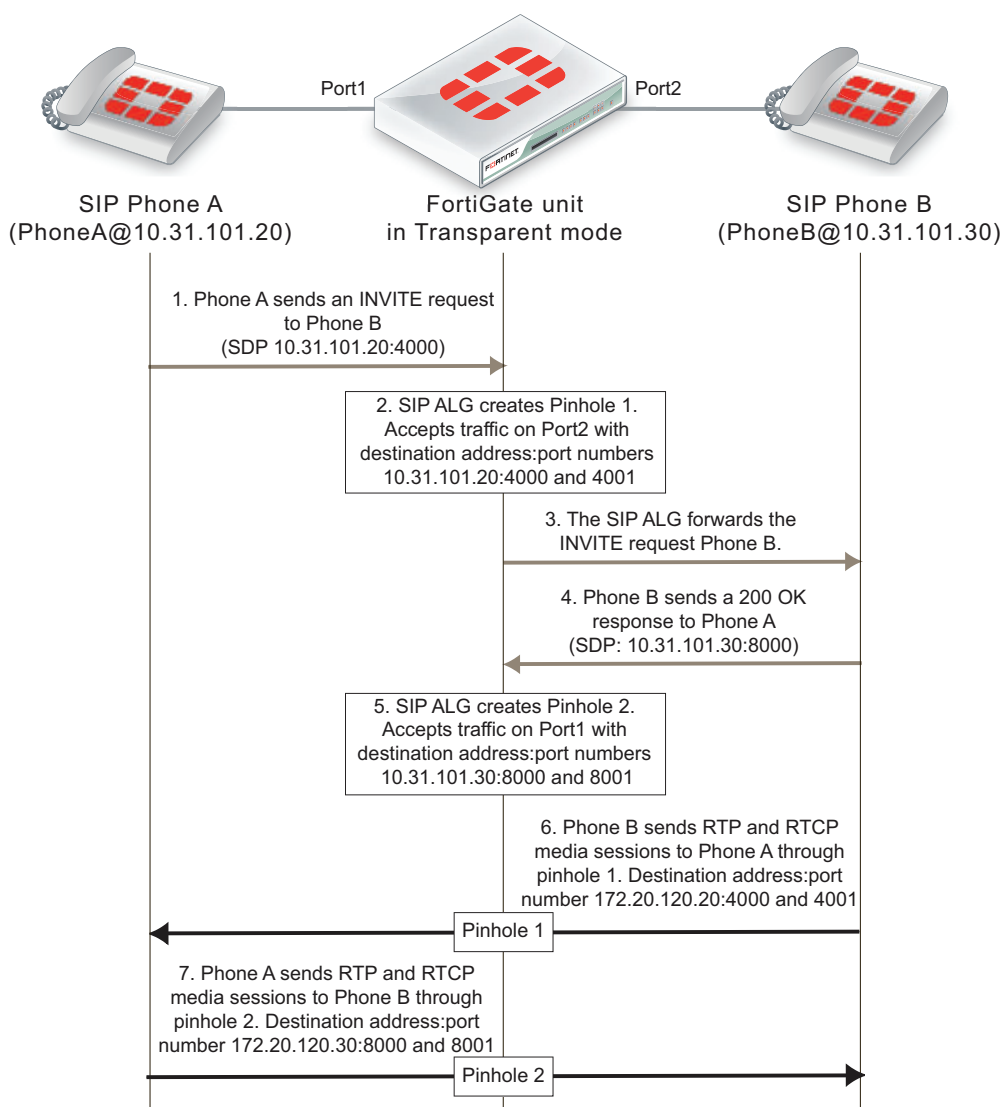 Port1
Port2
FORTINET
SIP Phone A
(PhoneA@10.31.101.20)
FortiGate unit
in Transparent mode
SIP Phone B
(PhoneB@10.31.101.30)
1. Phone A sends an INVITE request
to Phone B
(SDP 10.31.101.20:4000)
2. SIP ALG creates Pinhole 1.
Accepts traffic on Port2 with
destination address:port numbers
10.31.101.20:4000 and 4001
3. The SIP ALG forwards the
INVITE request Phone B.
4. Phone B sends a 200 OK
response to Phone A
(SDP: 10.31.101.30:8000)
5. SIP ALG creates Pinhole 2.
Accepts traffic on Port1 with
destination address:port numbers
10.31.101.30:8000 and 8001
6. Phone B sends RTP and RTCP
media sessions to Phone A through
pinhole 1. Destination address:port
number 172.20.120.20:4000 and 4001
Pinhole 1
7. Phone A sends RTP and RTCP
media sessions to Phone B through
pinhole 2. Destination address:port
number 172.20.120.30:8000 and 8001
Pinhole 2